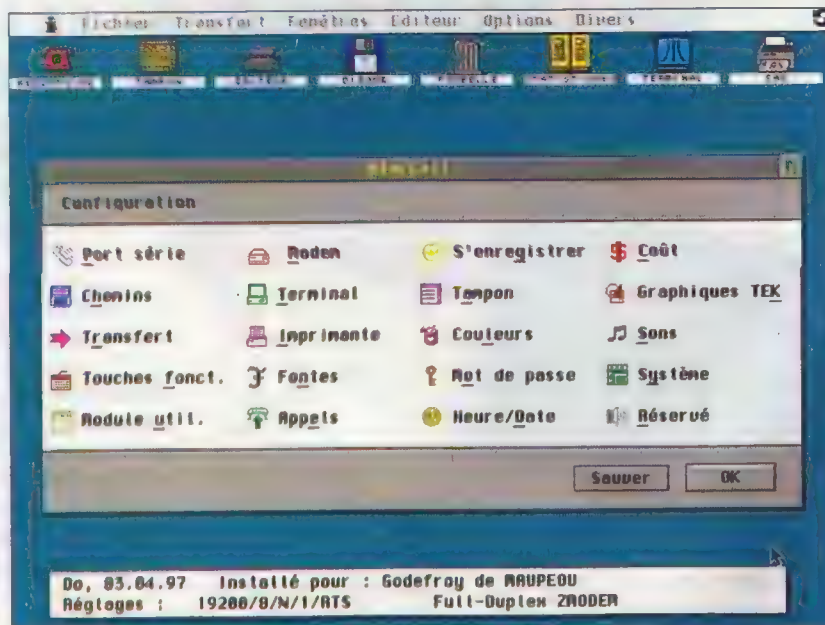 Fichier Transfert Fenêtres Editeur Options Divers
TERMINAL
Configuration
Port série Modem S'enregistrer Coût
Chemins Terminal Tampon Graphiques TEK
Transfert Imprimante Couleurs Sons
Touches fonct. Fontes Mot de passe Système
Module util. Appels Heure/Date Réservé
Sauver OK
Do, 03.04.97 Installé pour : Godefroy de MAUPEOU
Réglages : 19200/8/N/1/RTS Full-Duplex ZMODEM